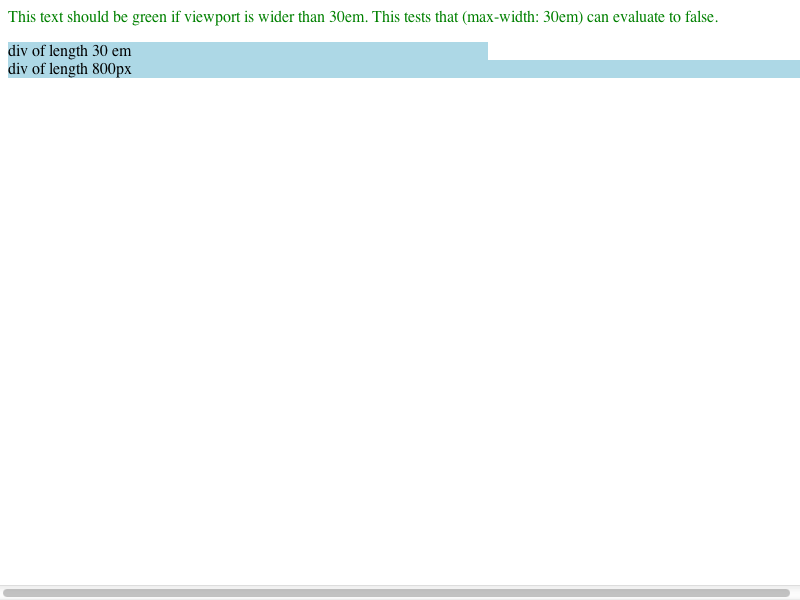 This text should be green if viewport is wider than 30em. This tests that (max-width: 30em) can evaluate to false.
div of length 30 em
div of length 800px